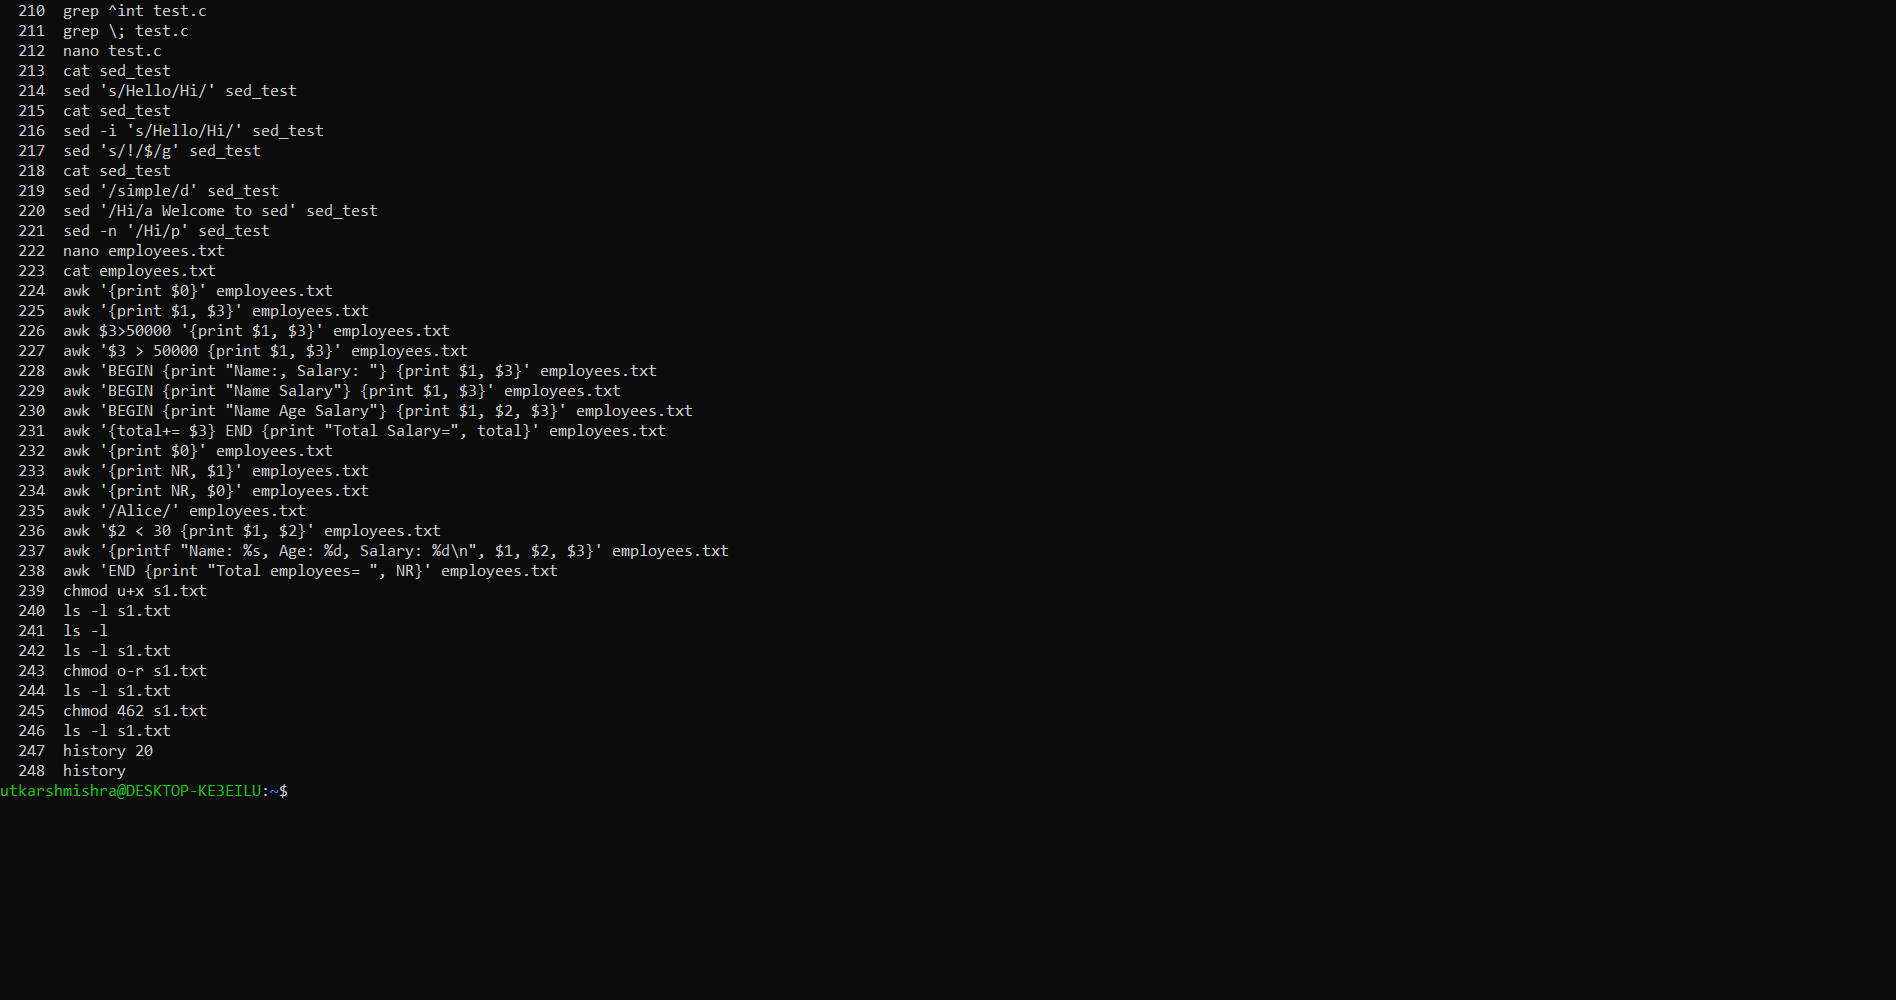 210  grep ^int test.c
211  grep \; test.c
212  nano test.c
213  cat sed_test
214  sed 's/Hello/Hi/' sed_test
215  cat sed_test
216  sed -i 's/Hello/Hi/' sed_test
217  sed 's/!/$/g' sed_test
218  cat sed_test
219  sed '/simple/d' sed_test
220  sed '/Hi/a Welcome to sed' sed_test
221  sed -n '/Hi/p' sed_test
222  nano employees.txt
223  cat employees.txt
224  awk '{print $0}' employees.txt
225  awk '{print $1, $3}' employees.txt
226  awk $3>50000 '{print $1, $3}' employees.txt
227  awk '$3 > 50000 {print $1, $3}' employees.txt
228  awk 'BEGIN {print "Name:, Salary: "} {print $1, $3}' employees.txt
229  awk 'BEGIN {print "Name Salary"} {print $1, $3}' employees.txt
230  awk 'BEGIN {print "Name Age Salary"} {print $1, $2, $3}' employees.txt
231  awk '{total+= $3} END {print "Total Salary=", total}' employees.txt
232  awk '{print $0}' employees.txt
233  awk '{print NR, $1}' employees.txt
234  awk '{print NR, $0}' employees.txt
235  awk '/Alice/' employees.txt
236  awk '$2 < 30 {print $1, $2}' employees.txt
237  awk '{printf "Name: %s, Age: %d, Salary: %d\n", $1, $2, $3}' employees.txt
238  awk 'END {print "Total employees= ", NR}' employees.txt
239  chmod u+x s1.txt
240  ls -l s1.txt
241  ls -l
242  ls -l s1.txt
243  chmod o-r s1.txt
244  ls -l s1.txt
245  chmod 462 s1.txt
246  ls -l s1.txt
247  history 20
248  history
utkarshmishra@DESKTOP-KE3EILU:~$